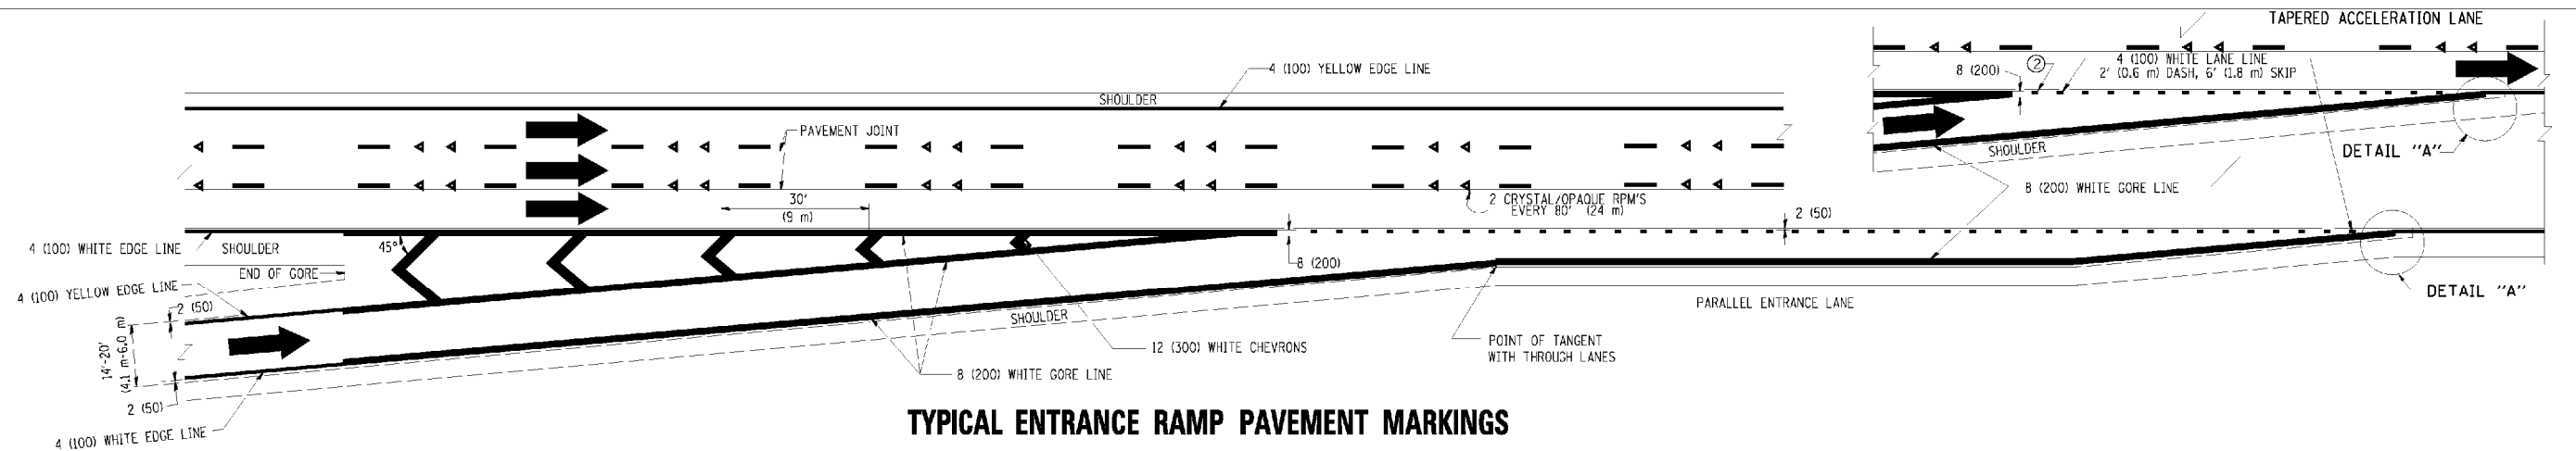 TAPERED ACCELERATION LANE
4 (100) YELLOW EDGE LINE
8 (200)
②
4 (100) WHITE LANE LINE
2' (0.6 m) DASH, 6' (1.8 m) SKIP
SHOULDER
PAVEMENT JOINT
SHOULDER
DETAIL "A"
8 (200) WHITE GORE LINE
30'
(9 m)
2 CRYSTAL/OPAQUE RPM'S
EVERY 80' (24 m)
2 (50)
4 (100) WHITE EDGE LINE
SHOULDER
45°
END OF GORE
8 (200)
4 (100) YELLOW EDGE LINE
2 (50)
DETAIL "A"
PARALLEL ENTRANCE LANE
SHOULDER
14'-20'
(4.1 m-6.0 m)
12 (300) WHITE CHEVRONS
POINT OF TANGENT
WITH THROUGH LANES
8 (200) WHITE GORE LINE
2 (50)
4 (100) WHITE EDGE LINE
TYPICAL ENTRANCE RAMP PAVEMENT MARKINGS